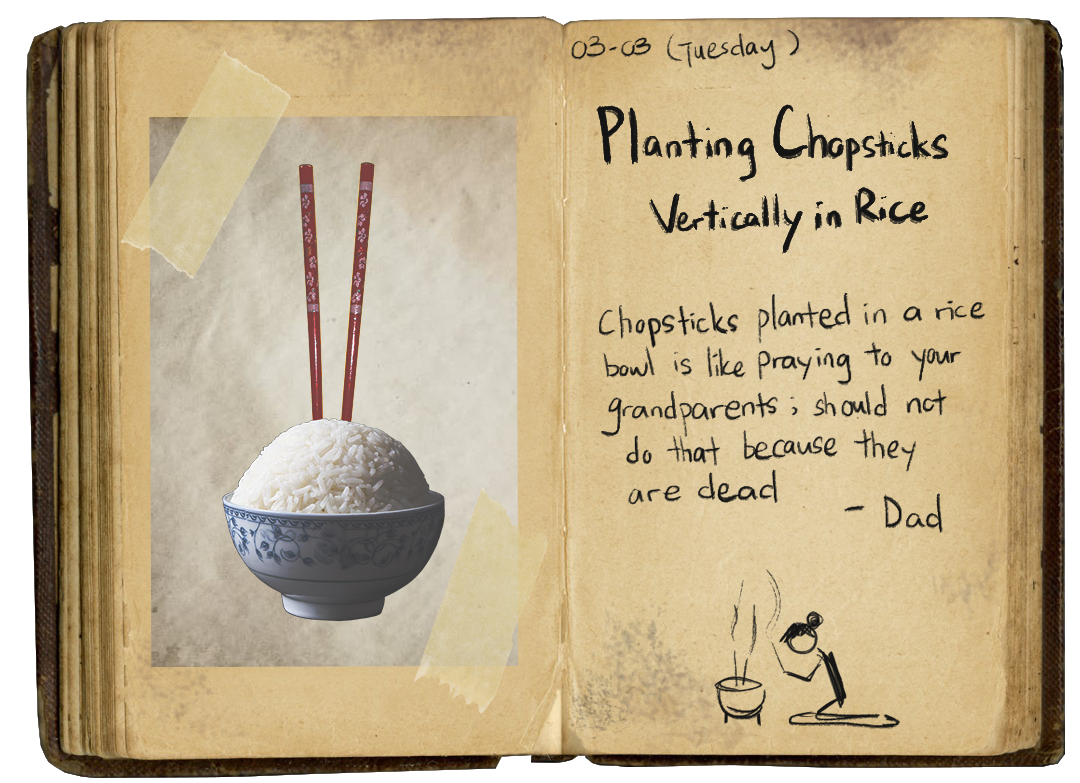 03-03 (Tuesday)
Planting Chopsticks
Vertically in Rice
Chopsticks planted in a rice
bowl is like praying to your
grandparents; should not
do that because they
are dead
- Dad